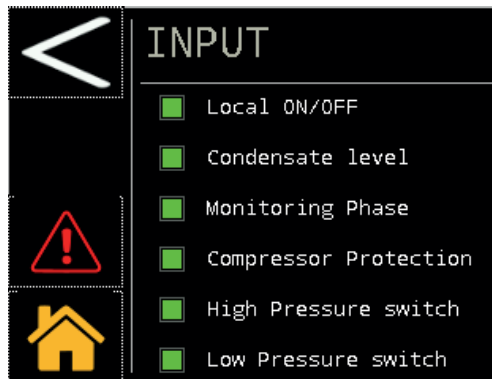 INPUT
Local ON/OFF
Condensate level
Monitoring Phase
Compressor Protection
High Pressure switch
Low Pressure switch